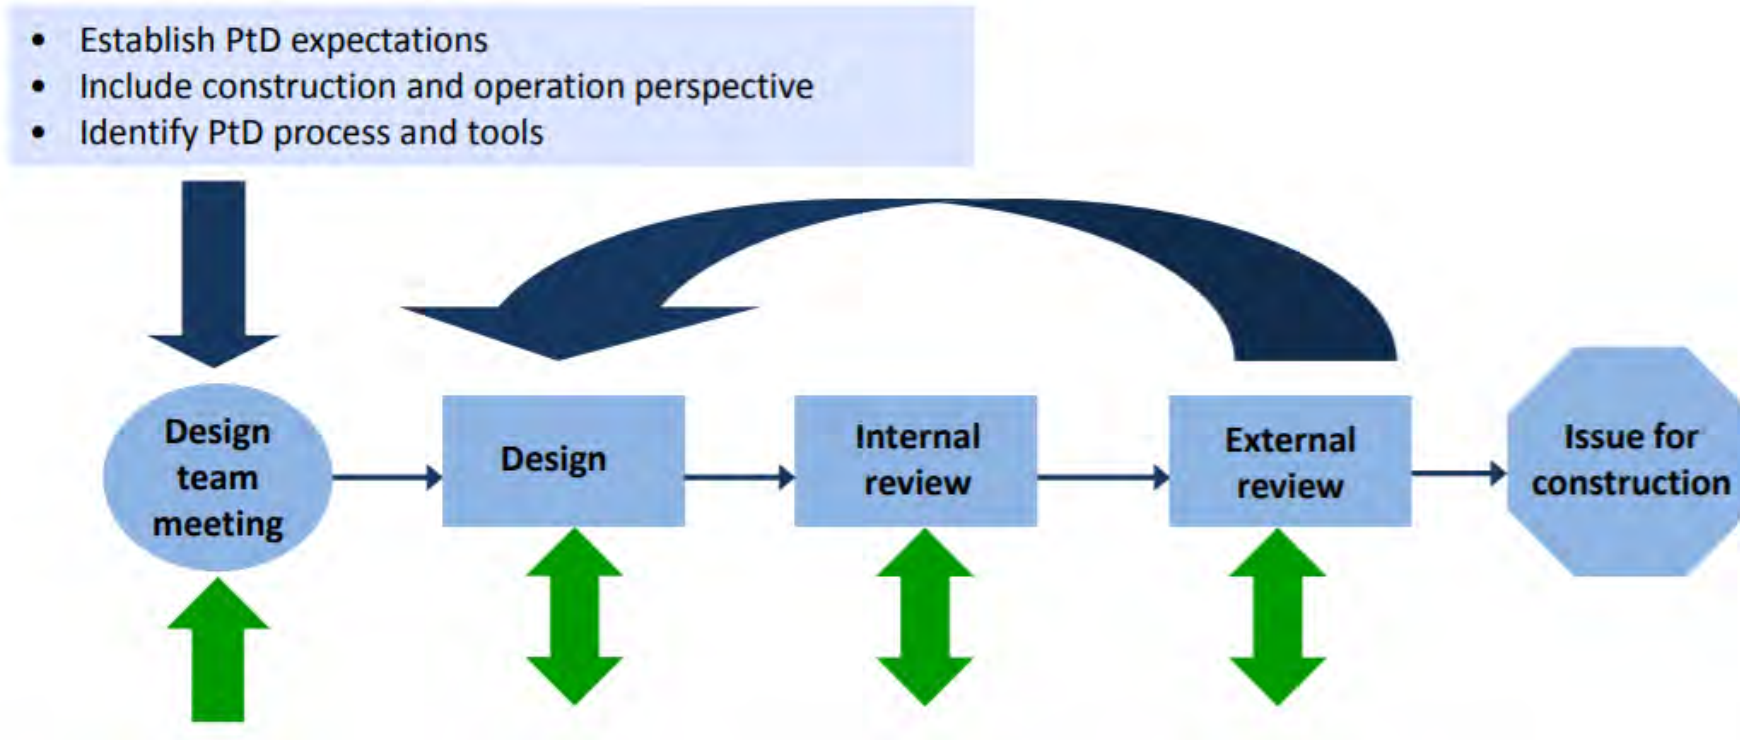 • Establish PtD expectations
• Include construction and operation perspective
• Identify PtD process and tools
Design
team
meeting
Design
Internal
review
External
review
Issue for
construction